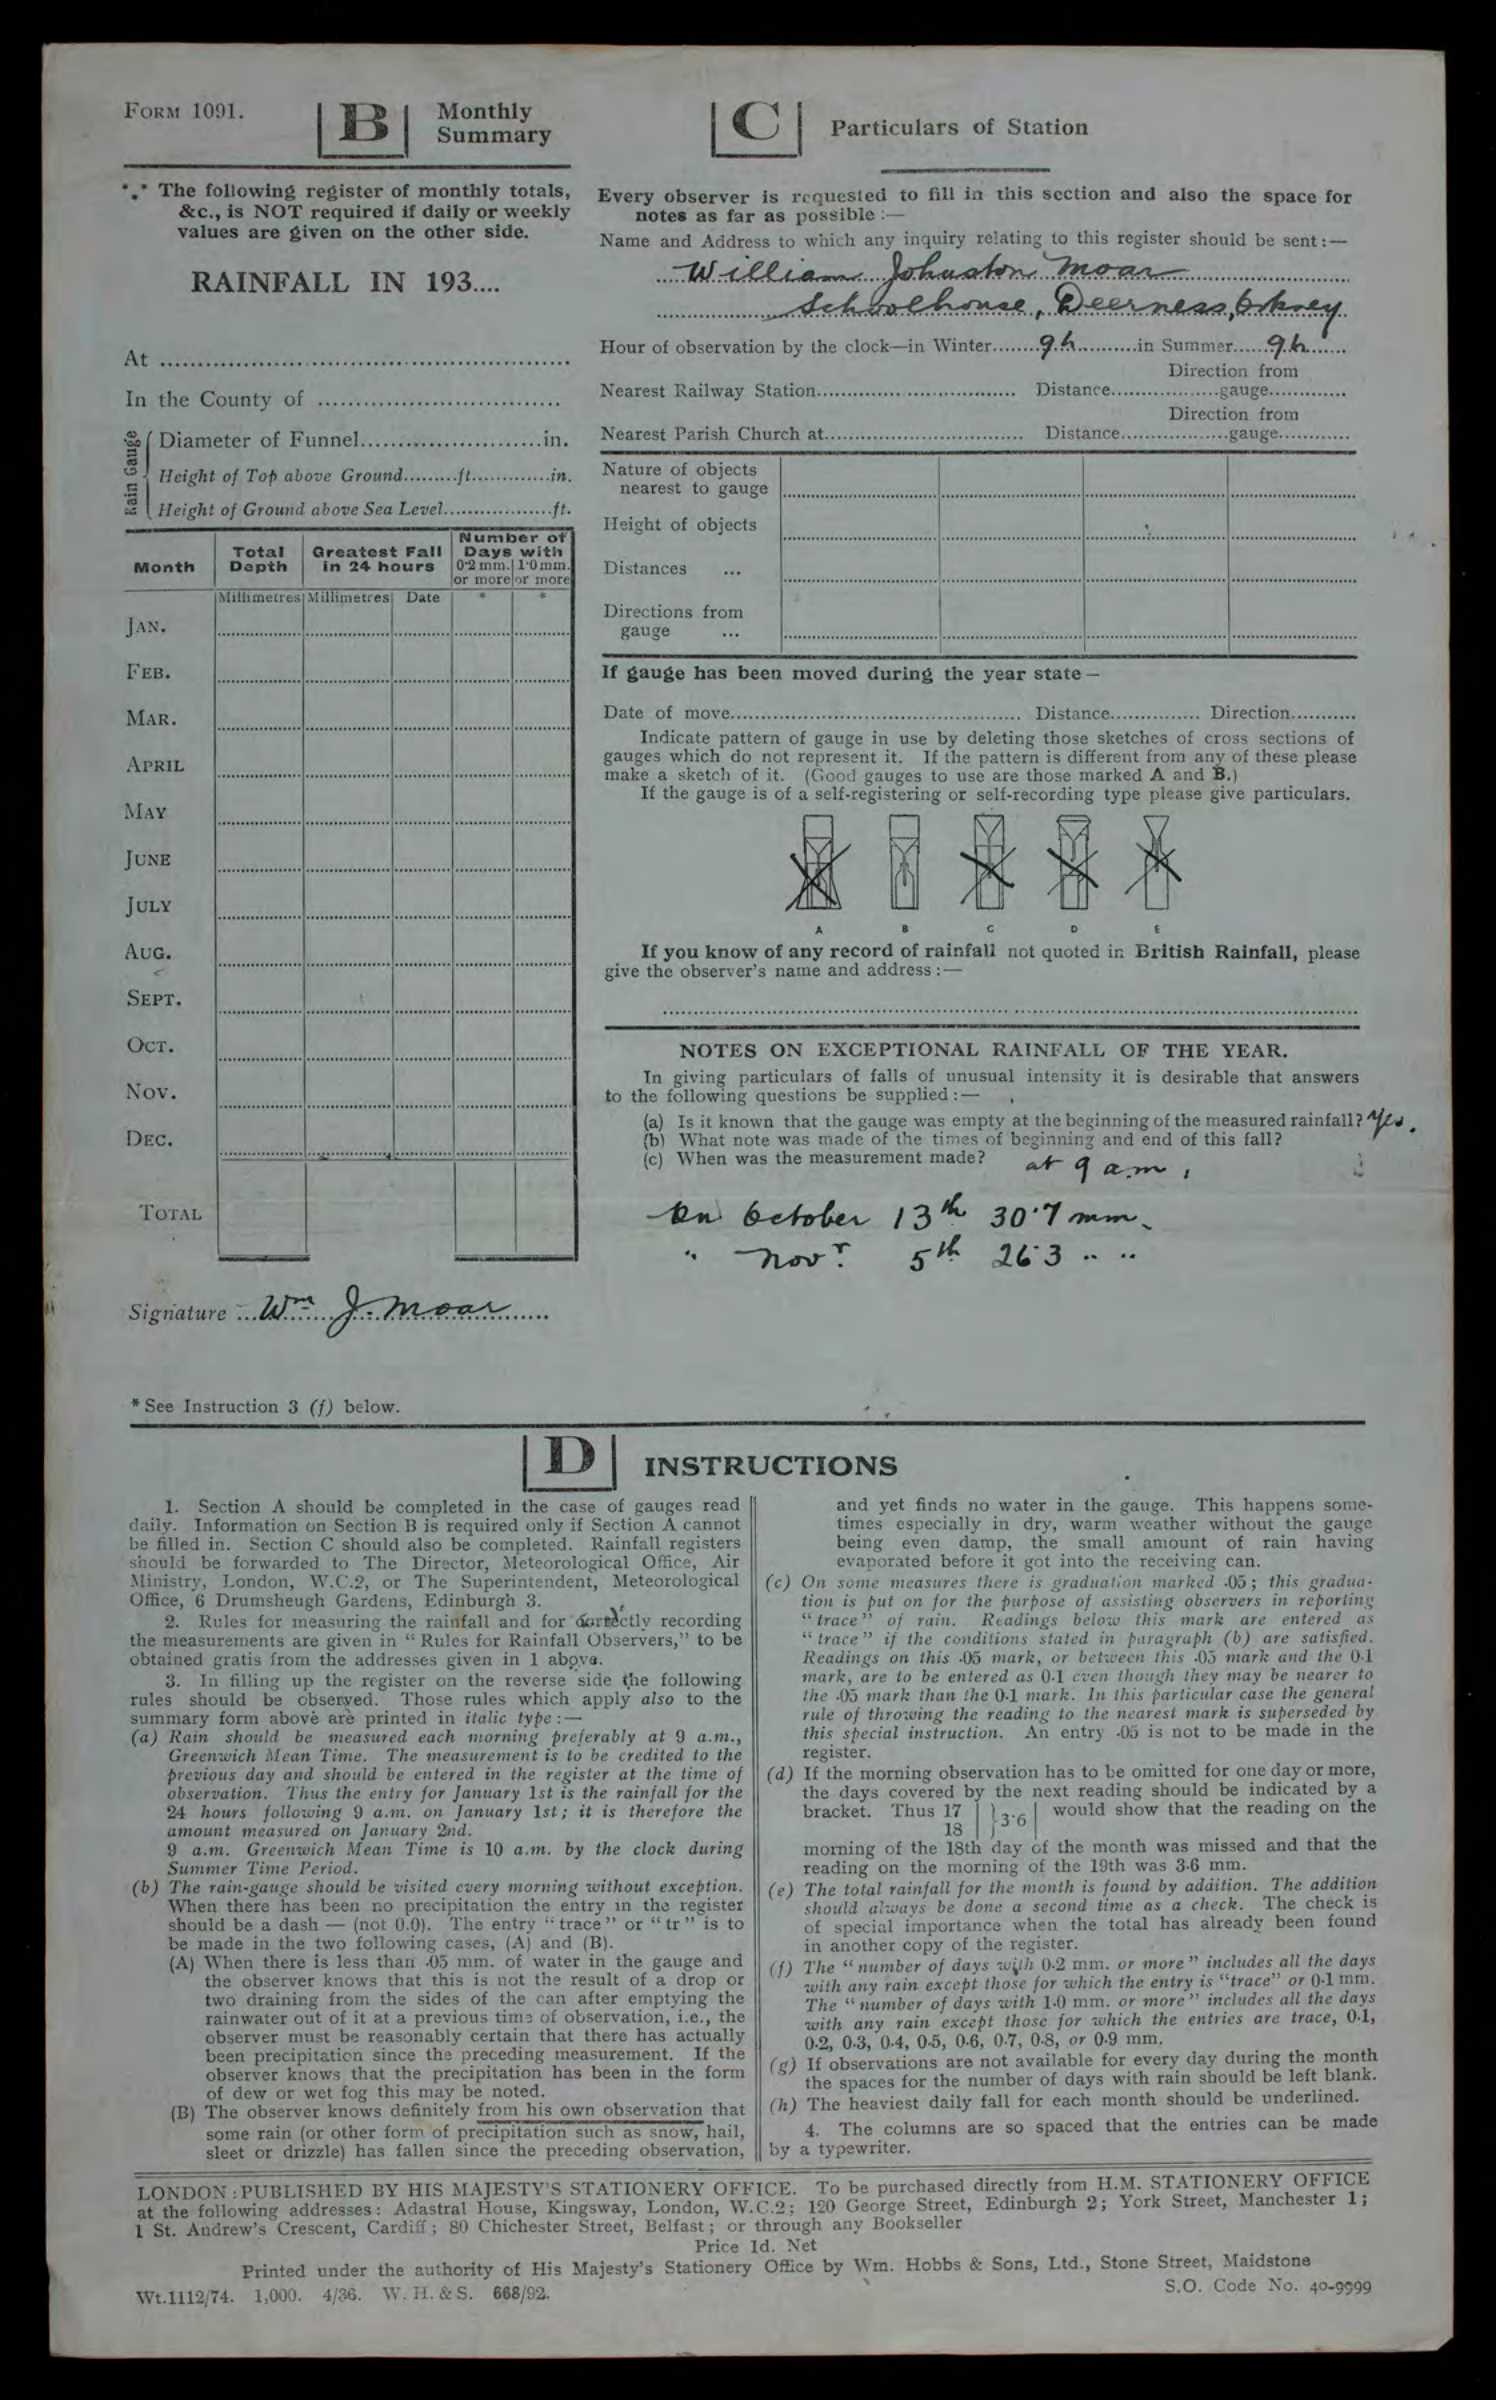 FORM 1091.
B
Monthly
Summary
*.* The following register of monthly totals,
&c., is NOT required if daily or weekly
values are given on the other side.
RAINFALL IN 193....
At
In the County of
Rain Gauge
Diameter of Funnel........................in.
Height of Top above Ground.........ft.............in.
Height of Ground above Sea Level..................ft.
Month
Total Depth
Greatest Fall in 24 hours
Number of Days with
0·2 mm. or more
1·0 mm. or more
Millimetres Millimetres Date * *
JAN.
FEB.
MAR.
APRIL
MAY
JUNE
JULY
AUG.
SEPT.
OCT.
NOV.
DEC.
TOTAL
Signature Wm J. Moar
* See Instruction 3 (f) below.
C
Particulars of Station
Every observer is requested to fill in this section and also the space for
notes as far as possible :—
Name and Address to which any inquiry relating to this register should be sent :—
William Johnston Moar
Schoolhouse, Deerness, Orkney
Hour of observation by the clock—in Winter 9h in Summer 9h
Direction from
Nearest Railway Station Distance gauge
Direction from
Nearest Parish Church at Distance gauge
Nature of objects
nearest to gauge
Height of objects
Distances ...
Directions from
gauge ...
If gauge has been moved during the year state—
Date of move Distance Direction
Indicate pattern of gauge in use by deleting those sketches of cross sections of
gauges which do not represent it. If the pattern is different from any of these please
make a sketch of it. (Good gauges to use are those marked A and B.)
If the gauge is of a self-registering or self-recording type please give particulars.
A B C D E
If you know of any record of rainfall not quoted in British Rainfall, please
give the observer's name and address :—
NOTES ON EXCEPTIONAL RAINFALL OF THE YEAR.
In giving particulars of falls of unusual intensity it is desirable that answers
to the following questions be supplied :—
(a) Is it known that the gauge was empty at the beginning of the measured rainfall? Yes.
(b) What note was made of the times of beginning and end of this fall?
(c) When was the measurement made? at 9 a.m.
On October 13th 30·7 mm.
" Novr 5th 26·3 " "
D
INSTRUCTIONS
1. Section A should be completed in the case of gauges read
daily. Information on Section B is required only if Section A cannot
be filled in. Section C should also be completed. Rainfall registers
should be forwarded to The Director, Meteorological Office, Air
Ministry, London, W.C.2, or The Superintendent, Meteorological
Office, 6 Drumsheugh Gardens, Edinburgh 3.
2. Rules for measuring the rainfall and for correctly recording
the measurements are given in "Rules for Rainfall Observers," to be
obtained gratis from the addresses given in 1 above.
3. In filling up the register on the reverse side the following
rules should be observed. Those rules which apply also to the
summary form above are printed in italic type :—
(a) Rain should be measured each morning preferably at 9 a.m.,
Greenwich Mean Time. The measurement is to be credited to the
previous day and should be entered in the register at the time of
observation. Thus the entry for January 1st is the rainfall for the
24 hours following 9 a.m. on January 1st; it is therefore the
amount measured on January 2nd.
9 a.m. Greenwich Mean Time is 10 a.m. by the clock during
Summer Time Period.
(b) The rain-gauge should be visited every morning without exception.
When there has been no precipitation the entry in the register
should be a dash — (not 0.0). The entry "trace" or "tr" is to
be made in the two following cases, (A) and (B).
(A) When there is less than ·05 mm. of water in the gauge and
the observer knows that this is not the result of a drop or
two draining from the sides of the can after emptying the
rainwater out of it at a previous time of observation, i.e., the
observer must be reasonably certain that there has actually
been precipitation since the preceding measurement. If the
observer knows that the precipitation has been in the form
of dew or wet fog this may be noted.
(B) The observer knows definitely from his own observation that
some rain (or other form of precipitation such as snow, hail,
sleet or drizzle) has fallen since the preceding observation,
and yet finds no water in the gauge. This happens some-
times especially in dry, warm weather without the gauge
being even damp, the small amount of rain having
evaporated before it got into the receiving can.
(c) On some measures there is graduation marked ·05; this gradua-
tion is put on for the purpose of assisting observers in reporting
"trace" of rain. Readings below this mark are entered as
"trace" if the conditions stated in paragraph (b) are satisfied.
Readings on this ·05 mark, or between this ·05 mark and the 0·1
mark, are to be entered as 0·1 even though they may be nearer to
the ·05 mark than the 0·1 mark. In this particular case the general
rule of throwing the reading to the nearest mark is superseded by
this special instruction. An entry ·05 is not to be made in the
register.
(d) If the morning observation has to be omitted for one day or more,
the days covered by the next reading should be indicated by a
bracket. Thus 17 | }3·6 | would show that the reading on the
18
morning of the 18th day of the month was missed and that the
reading on the morning of the 19th was 3·6 mm.
(e) The total rainfall for the month is found by addition. The addition
should always be done a second time as a check. The check is
of special importance when the total has already been found
in another copy of the register.
(f) The "number of days with 0·2 mm. or more" includes all the days
with any rain except those for which the entry is "trace" or 0·1 mm.
The "number of days with 1·0 mm. or more" includes all the days
with any rain except those for which the entries are trace, 0·1,
0·2, 0·3, 0·4, 0·5, 0·6, 0·7, 0·8, or 0·9 mm.
(g) If observations are not available for every day during the month
the spaces for the number of days with rain should be left blank.
(h) The heaviest daily fall for each month should be underlined.
4. The columns are so spaced that the entries can be made
by a typewriter.
LONDON: PUBLISHED BY HIS MAJESTY'S STATIONERY OFFICE. To be purchased directly from H.M. STATIONERY OFFICE
at the following addresses: Adastral House, Kingsway, London, W.C.2; 120 George Street, Edinburgh 2; York Street, Manchester 1;
1 St. Andrew's Crescent, Cardiff; 80 Chichester Street, Belfast; or through any Bookseller
Price 1d. Net
Printed under the authority of His Majesty's Stationery Office by Wm. Hobbs & Sons, Ltd., Stone Street, Maidstone
Wt.1112/74. 1,000. 4/36. W. H. & S. 668/92.
S.O. Code No. 40-9999